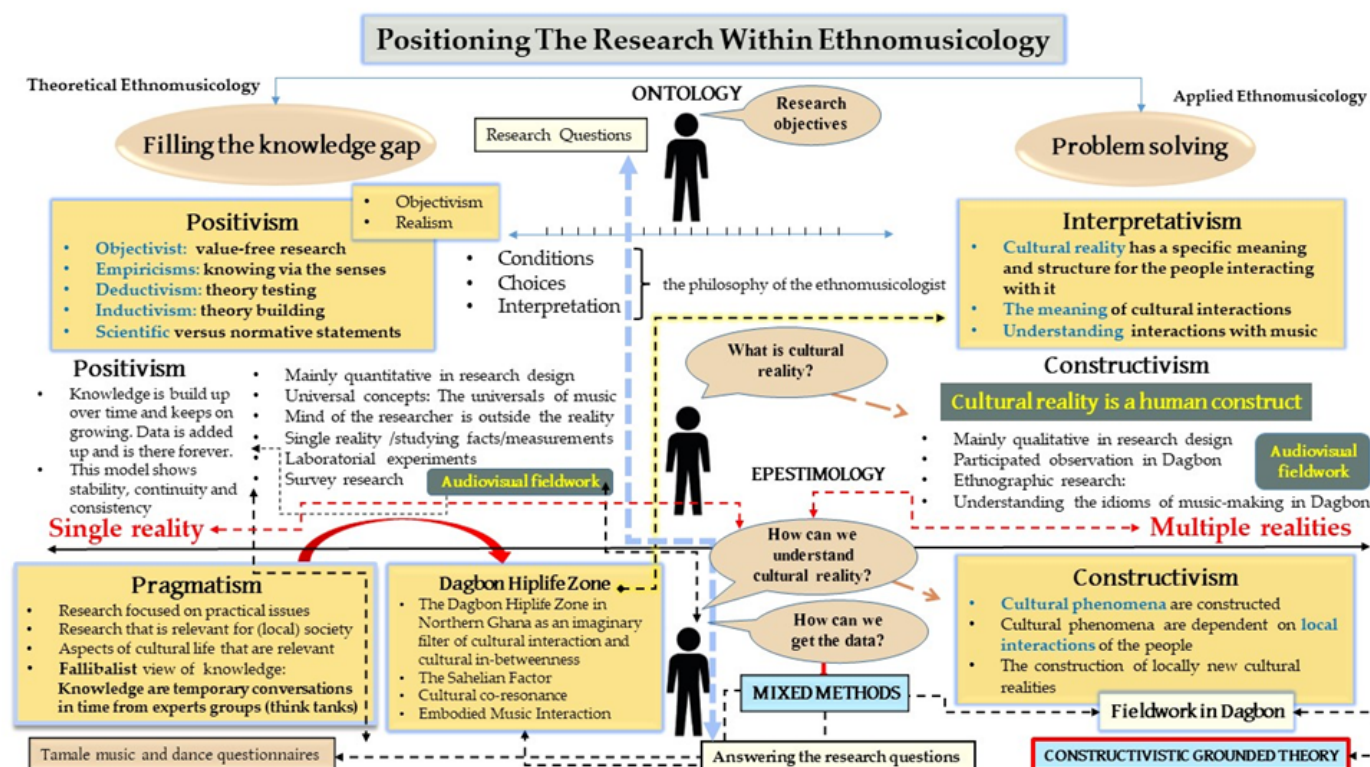 Positioning The Research Within Ethnomusicology
Theoretical Ethnomusicology
Applied Ethnomusicology
ONTOLOGY
Research
objectives
Research Questions
Filling the knowledge gap
Problem solving
• Objectivism
• Realism
Positivism
• Objectivist: value-free research
• Empiricisms: knowing via the senses
• Deductivism: theory testing
• Inductivism: theory building
• Scientific versus normative statements
• Conditions
• Choices
• Interpretation
the philosophy of the ethnomusicologist
Interpretativism
• Cultural reality has a specific meaning
and structure for the people interacting
with it
• The meaning of cultural interactions
• Understanding interactions with music
What is cultural
reality?
Positivism
• Knowledge is build up
over time and keeps on
growing. Data is added
up and is there forever.
• This model shows
stability, continuity and
consistency
• Mainly quantitative in research design
• Universal concepts: The universals of music
• Mind of the researcher is outside the reality
• Single reality /studying facts/measurements
• Laboratorial experiments
• Survey research
Audiovisual fieldwork
Constructivism
Cultural reality is a human construct
• Mainly qualitative in research design
• Participated observation in Dagbon
• Ethnographic research:
• Understanding the idioms of music-making in Dagbon
Audiovisual
fieldwork
EPESTIMOLOGY
Single reality
Multiple realities
How can we
understand
cultural reality?
How can we
get the data?
Pragmatism
• Research focused on practical issues
• Research that is relevant for (local) society
• Aspects of cultural life that are relevant
• Fallibalist view of knowledge:
Knowledge are temporary conversations
in time from experts groups (think tanks)
Dagbon Hiplife Zone
• The Dagbon Hiplife Zone in
Northern Ghana as an imaginary
filter of cultural interaction and
cultural in-betweenness
• The Sahelian Factor
• Cultural co-resonance
• Embodied Music Interaction
Constructivism
• Cultural phenomena are constructed
• Cultural phenomena are dependent on local
interactions of the people
• The construction of locally new cultural
realities
MIXED METHODS
Fieldwork in Dagbon
Tamale music and dance questionnaires
Answering the research questions
CONSTRUCTIVISTIC GROUNDED THEORY